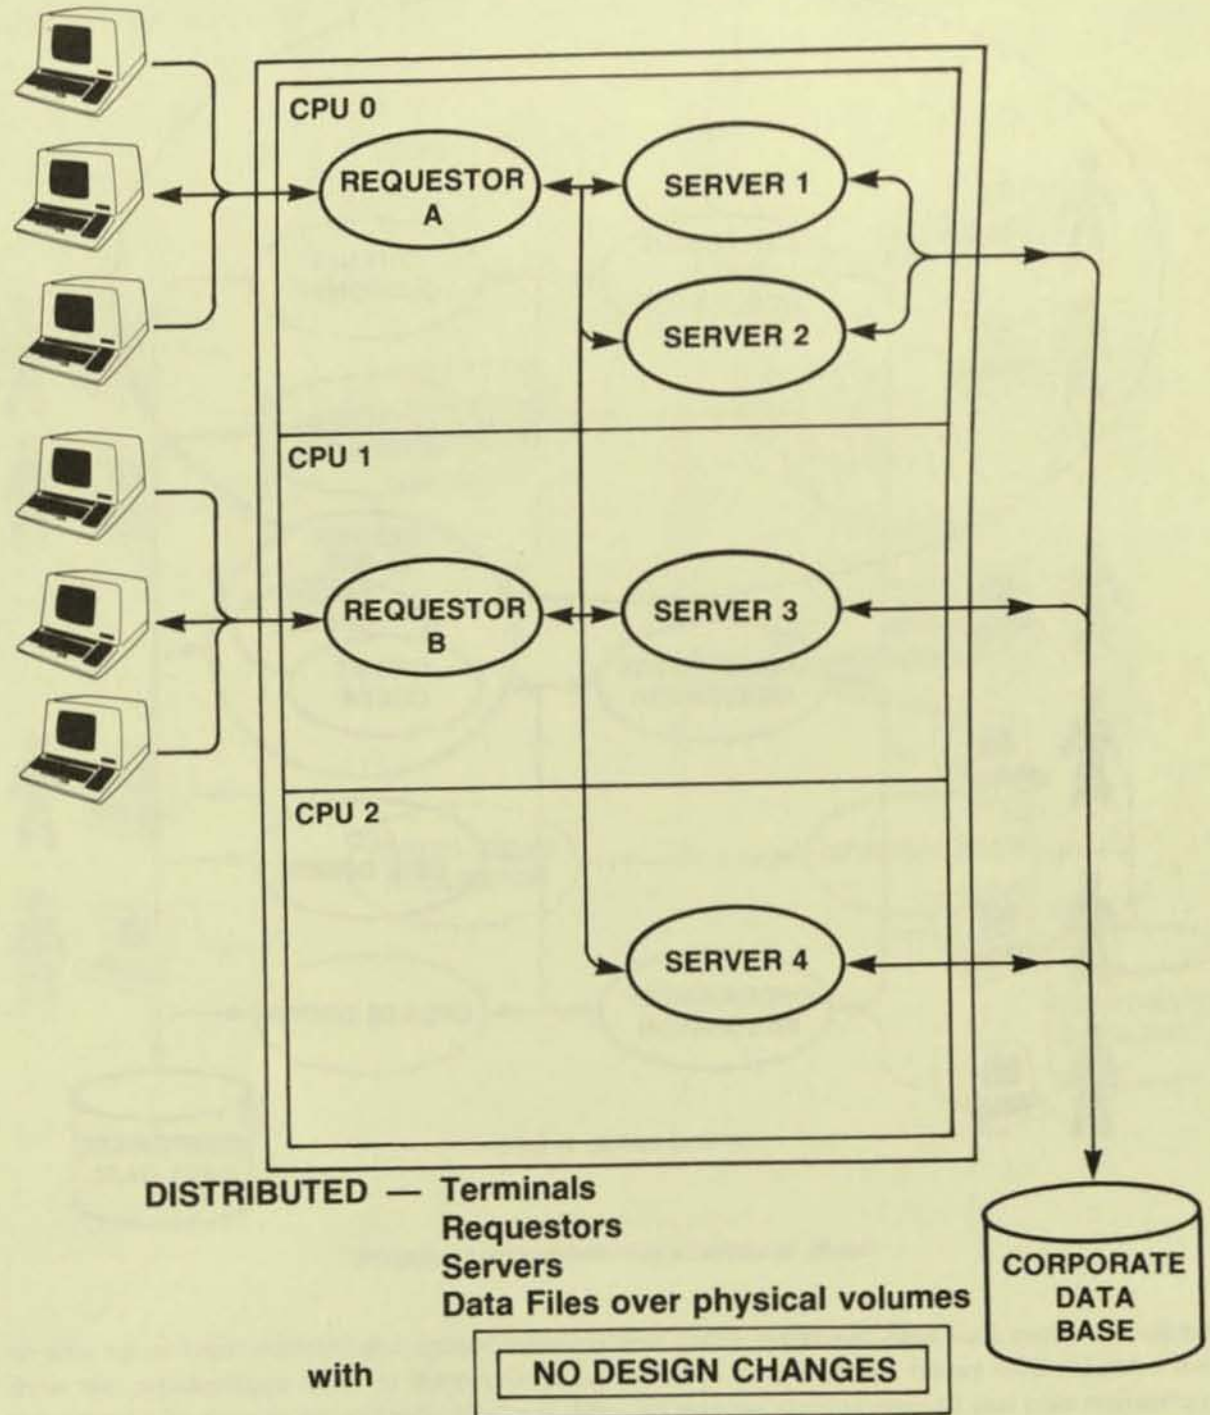 CPU 0
REQUESTOR
A
SERVER 1
SERVER 2
CPU 1
REQUESTOR
B
SERVER 3
CPU 2
SERVER 4
DISTRIBUTED — Terminals
Requestors
Servers
Data Files over physical volumes
with
NO DESIGN CHANGES
CORPORATE
DATA
BASE